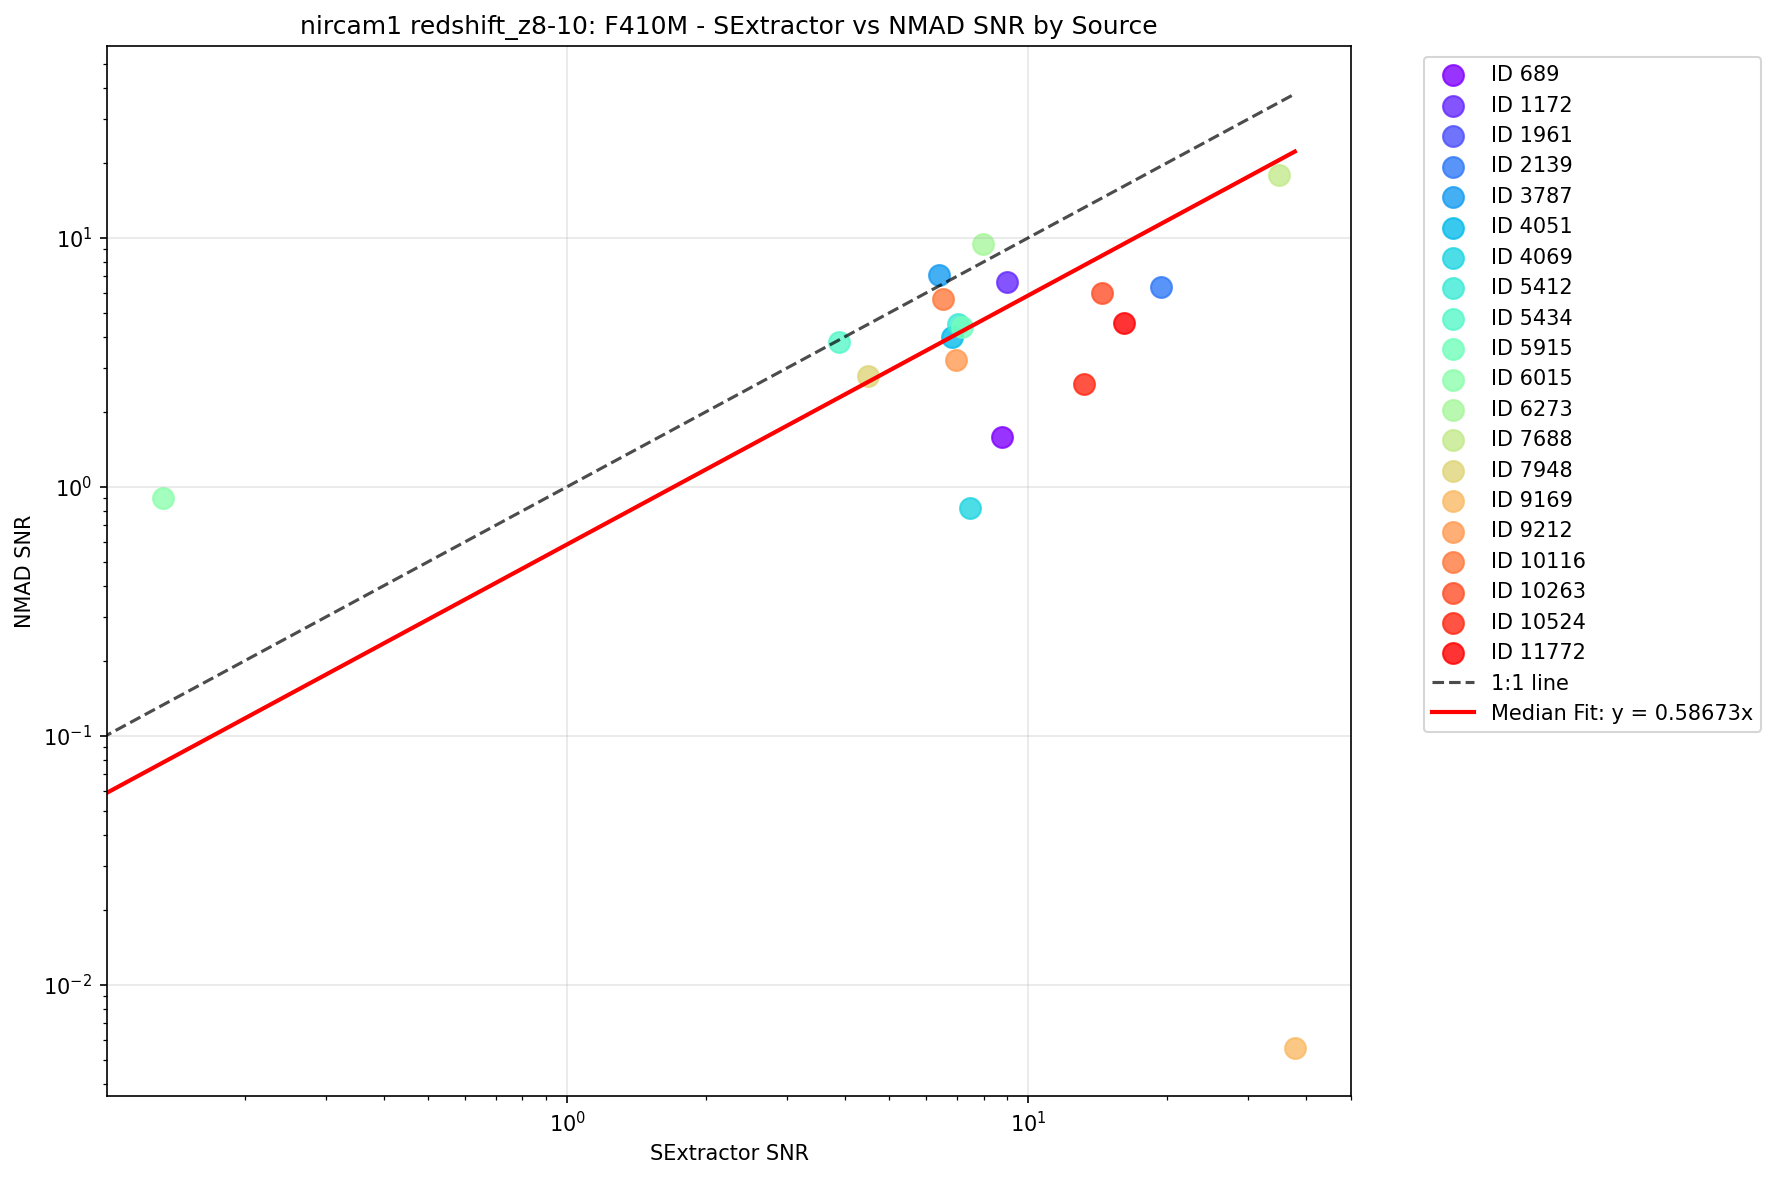 nircam1 redshift_z8-10: F410M - SExtractor vs NMAD SNR by Source
NMAD SNR
10¹
10⁰
10⁻¹
10⁻²
10⁰
10¹
SExtractor SNR
ID 689
ID 1172
ID 1961
ID 2139
ID 3787
ID 4051
ID 4069
ID 5412
ID 5434
ID 5915
ID 6015
ID 6273
ID 7688
ID 7948
ID 9169
ID 9212
ID 10116
ID 10263
ID 10524
ID 11772
1:1 line
Median Fit: y = 0.58673x